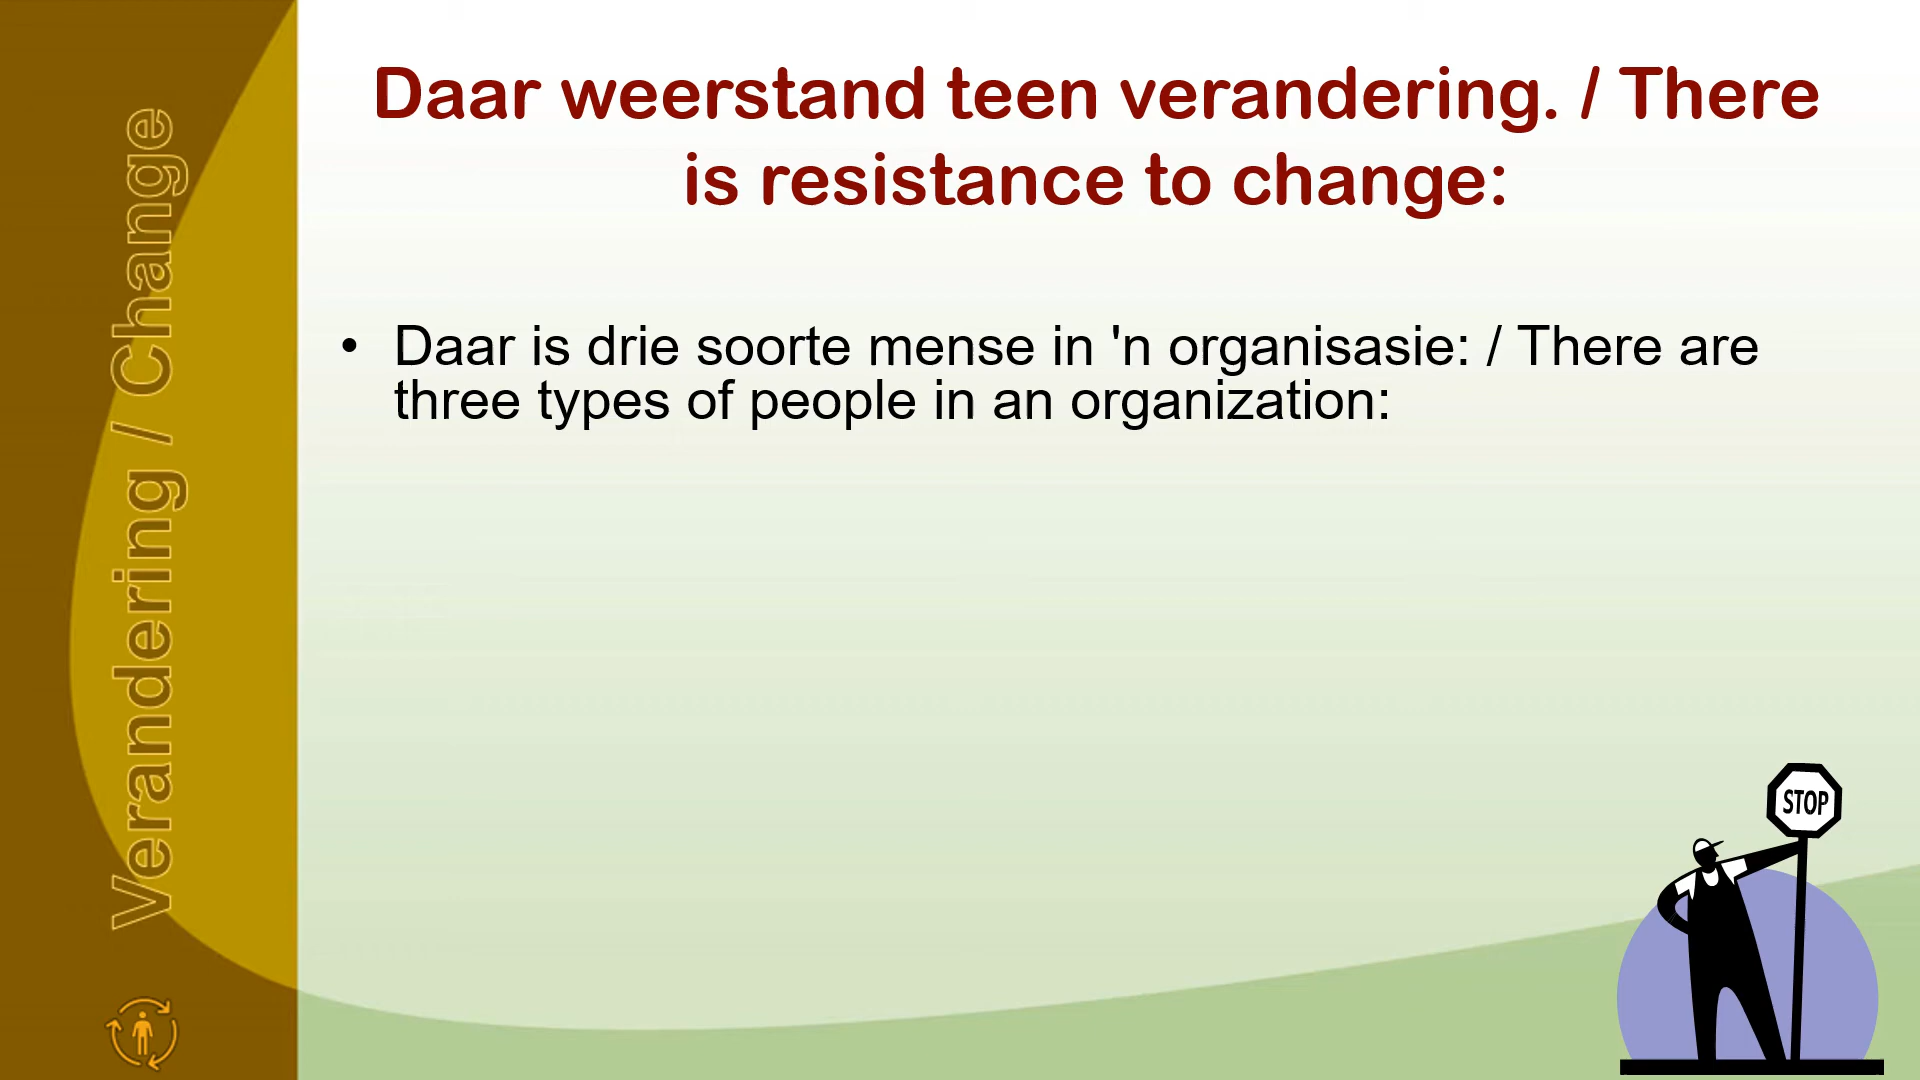 Verandering / Change
Daar weerstand teen verandering. / There
is resistance to change:
• Daar is drie soorte mense in 'n organisasie: / There are
three types of people in an organization:
STOP